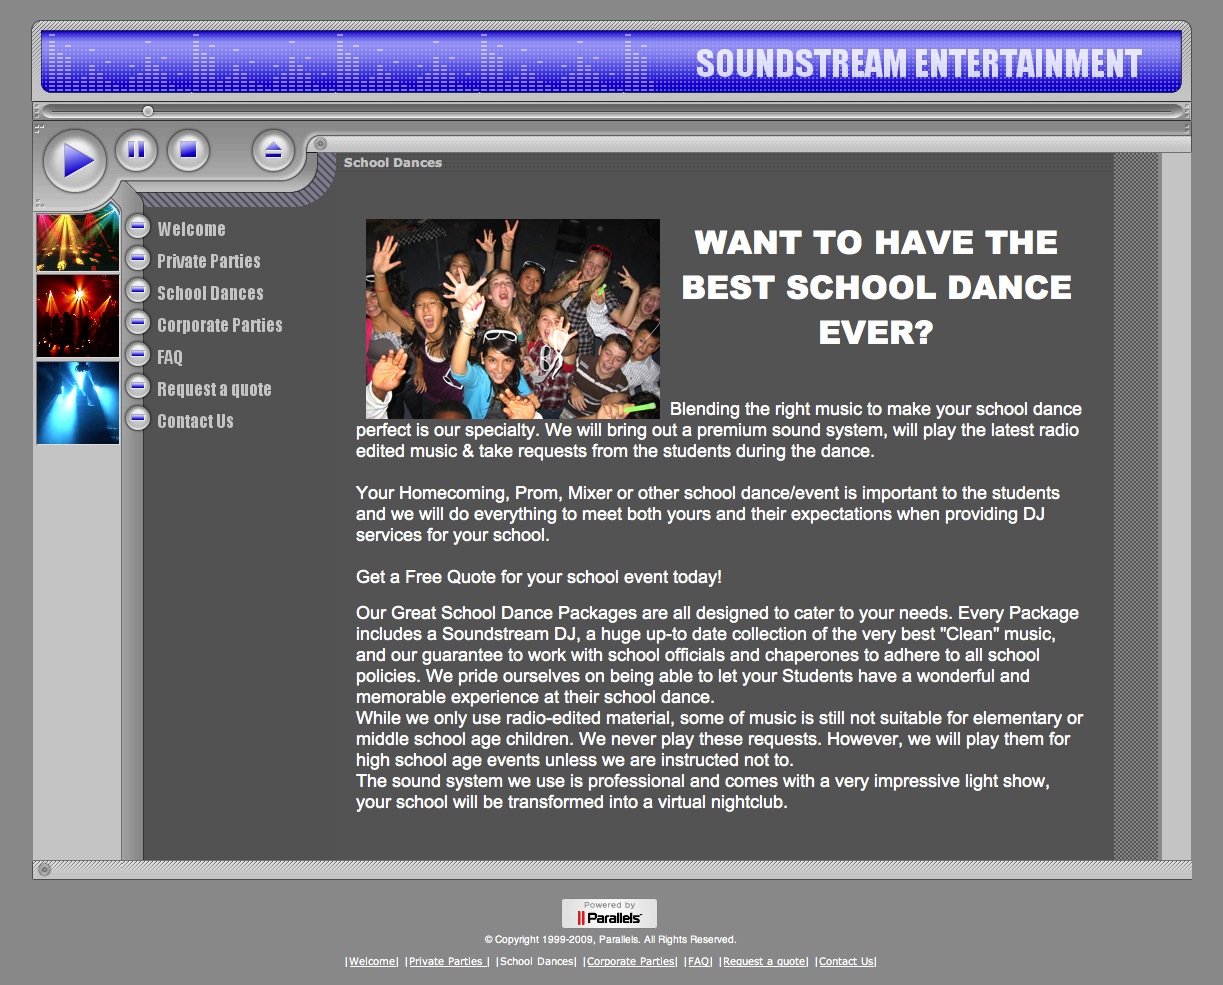 SOUNDSTREAM ENTERTAINMENT
School Dances
Welcome
Private Parties
School Dances
Corporate Parties
FAQ
Request a quote
Contact Us
WANT TO HAVE THE
BEST SCHOOL DANCE
EVER?
Blending the right music to make your school dance
perfect is our specialty. We will bring out a premium sound system, will play the latest radio
edited music & take requests from the students during the dance.
Your Homecoming, Prom, Mixer or other school dance/event is important to the students
and we will do everything to meet both yours and their expectations when providing DJ
services for your school.
Get a Free Quote for your school event today!
Our Great School Dance Packages are all designed to cater to your needs. Every Package
includes a Soundstream DJ, a huge up-to date collection of the very best "Clean" music,
and our guarantee to work with school officials and chaperones to adhere to all school
policies. We pride ourselves on being able to let your Students have a wonderful and
memorable experience at their school dance.
While we only use radio-edited material, some of music is still not suitable for elementary or
middle school age children. We never play these requests. However, we will play them for
high school age events unless we are instructed not to.
The sound system we use is professional and comes with a very impressive light show,
your school will be transformed into a virtual nightclub.
Powered by
Parallels
© Copyright 1999-2009, Parallels. All Rights Reserved.
|Welcome| |Private Parties | |School Dances| |Corporate Parties| |FAQ| |Request a quote| |Contact Us|